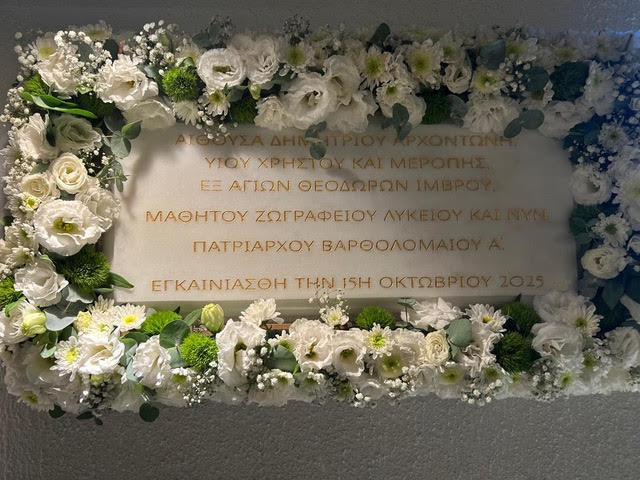 ΑΙΘΟΥΣΑ ΔΗΜΗΤΡΙΟΥ ΑΡΧΟΝΤΩΝΗ,
ΥΙΟΥ ΧΡΗΣΤΟΥ ΚΑΙ ΜΕΡΟΠΗΣ,
ΕΞ ΑΓΙΩΝ ΘΕΟΔΩΡΩΝ ΙΜΒΡΟΥ,
ΜΑΘΗΤΟΥ ΖΩΓΡΑΦΕΙΟΥ ΛΥΚΕΙΟΥ ΚΑΙ ΝΥΝ,
ΠΑΤΡΙΑΡΧΟΥ ΒΑΡΘΟΛΟΜΑΙΟΥ Α΄.
ΕΓΚΑΙΝΙΑΣΘΗ ΤΗΝ 15Η ΟΚΤΩΒΡΙΟΥ 2025